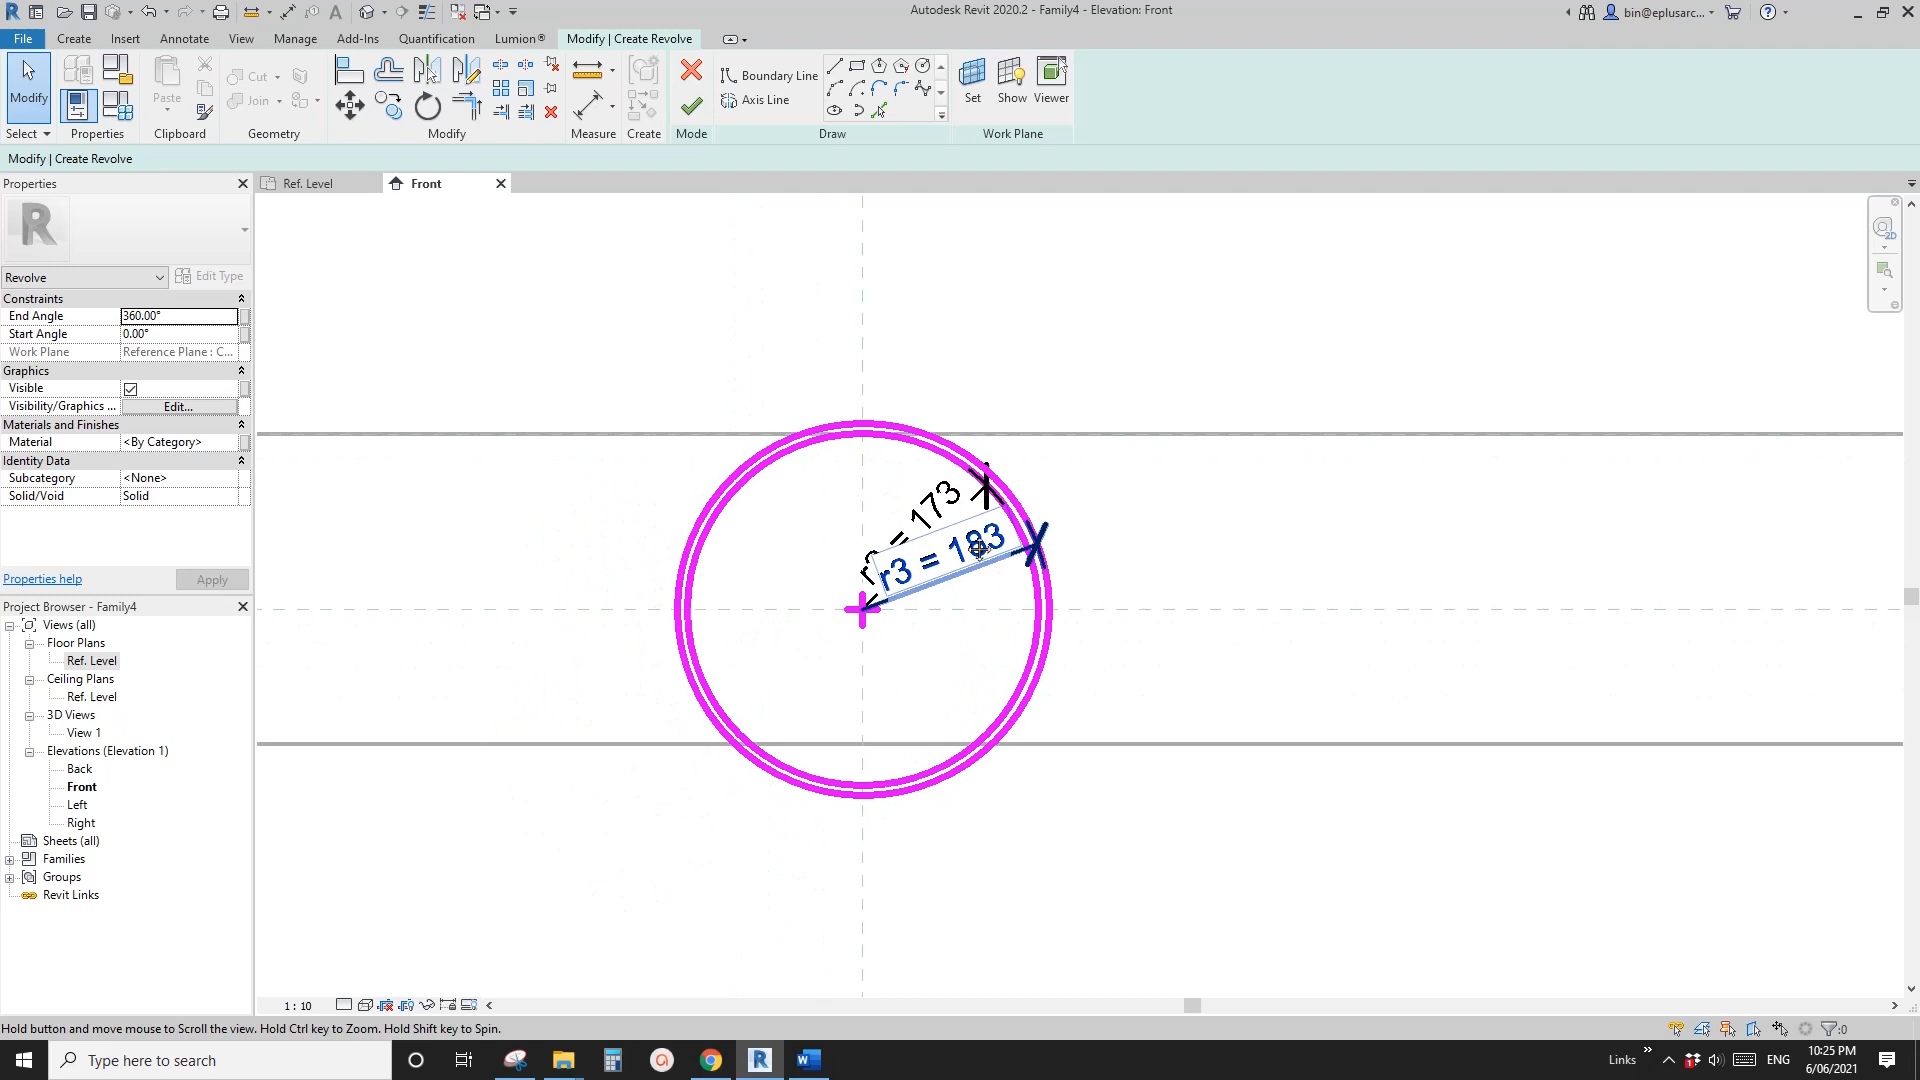 Autodesk Revit 2020.2 - Family4 - Elevation: Front
bin@eplusarc...
File Create Insert Annotate View Manage Add-Ins Quantification Lumion® Modify | Create Revolve
Modify
Paste
Cut
Join
Boundary Line
Axis Line
Set Show Viewer
Select Properties Clipboard Geometry Modify Measure Create Mode Draw Work Plane
Modify | Create Revolve
Properties
Ref. Level
Front
R
Revolve
Edit Type
Constraints
End Angle 360.00°
Start Angle 0.00°
Work Plane Reference Plane : C...
Graphics
Visible
Visibility/Graphics ... Edit...
Materials and Finishes
Material <By Category>
Identity Data
Subcategory <None>
Solid/Void Solid
Properties help
Apply
Project Browser - Family4
Views (all)
Floor Plans
Ref. Level
Ceiling Plans
Ref. Level
3D Views
View 1
Elevations (Elevation 1)
Back
Front
Left
Right
Sheets (all)
Families
Groups
Revit Links
= 173
r3 = 183
2D
1 : 10
Hold button and move mouse to Scroll the view. Hold Ctrl key to Zoom. Hold Shift key to Spin.
:0
Type here to search
Links
ENG
10:25 PM
6/06/2021